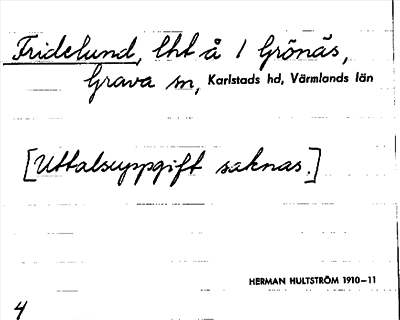 Fridelund, lht å 1 Grönäs,
Grava sn, Karlstads hd, Värmlands län
[Uttalsuppgift saknas.]
HERMAN HULTSTRÖM 1910–11
4